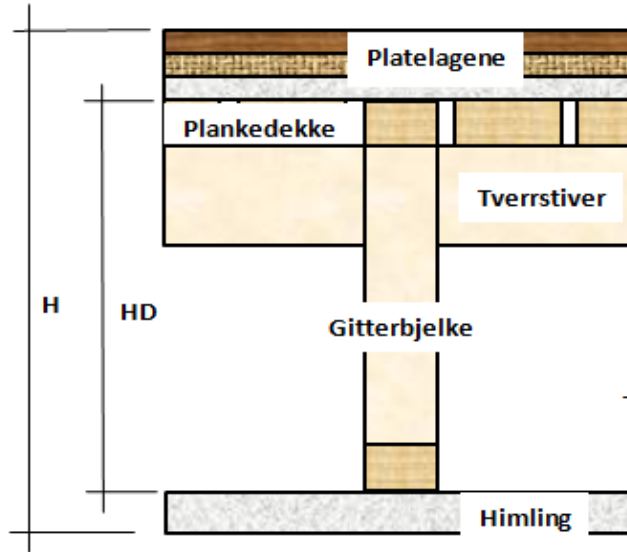 Platelagene
Plankedekke
Tverrstiver
H
HD
Gitterbjelke
Himling